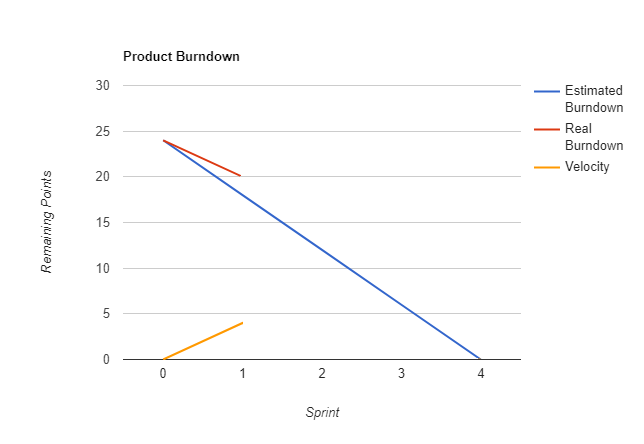 Product Burndown
30
25
20
15
10
5
0
Remaining Points
0 1 2 3 4
Sprint
Estimated
Burndown
Real
Burndown
Velocity